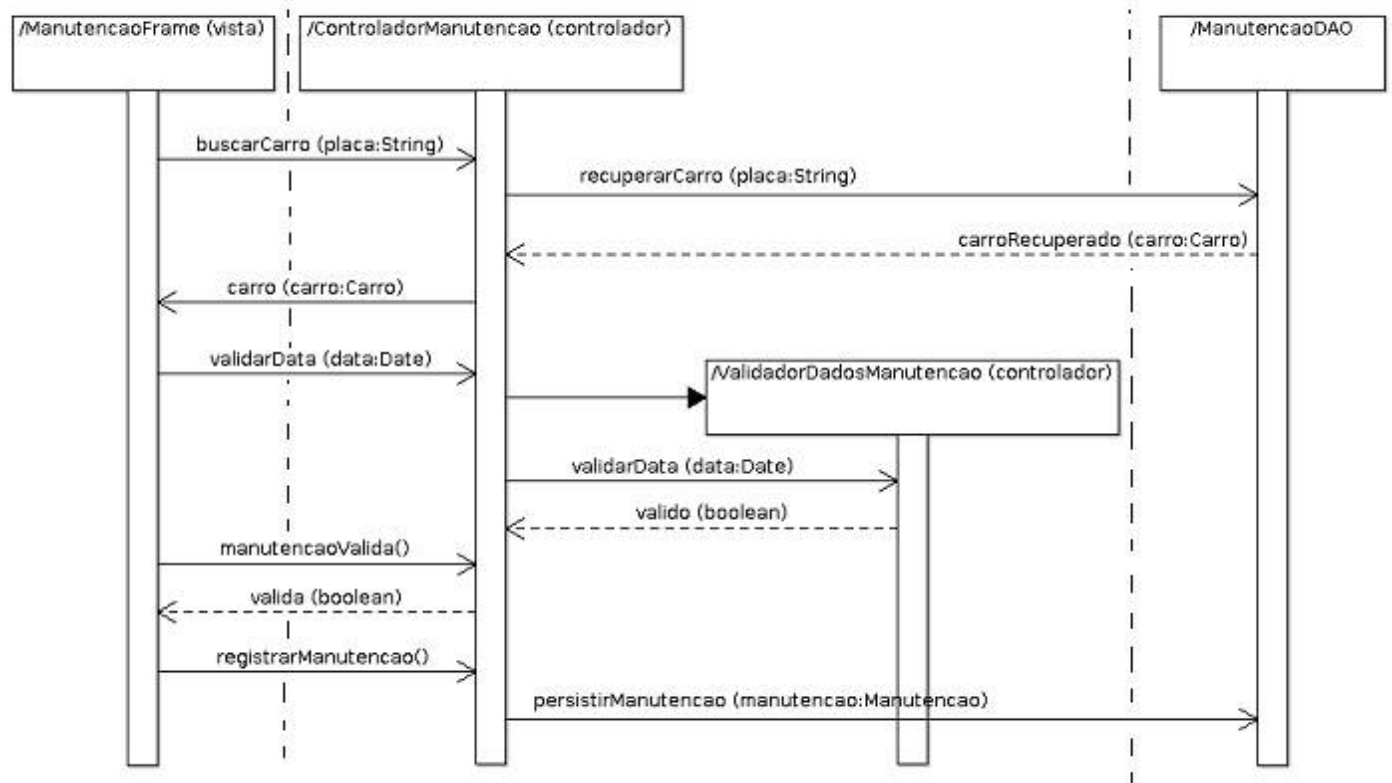 /ManutencaoFrame (vista)
/ControladorManutencao (controlador)
/ManutencaoDAO
buscarCarro (placa:String)
recuperarCarro (placa:String)
carroRecuperado (carro:Carro)
carro (carro:Carro)
validarData (data:Date)
/ValidadorDadosManutencao (controlador)
validarData (data:Date)
valido (boolean)
manutencaoValida()
valida (boolean)
registrarManutencao()
persistirManutencao (manutencao:Manutencao)